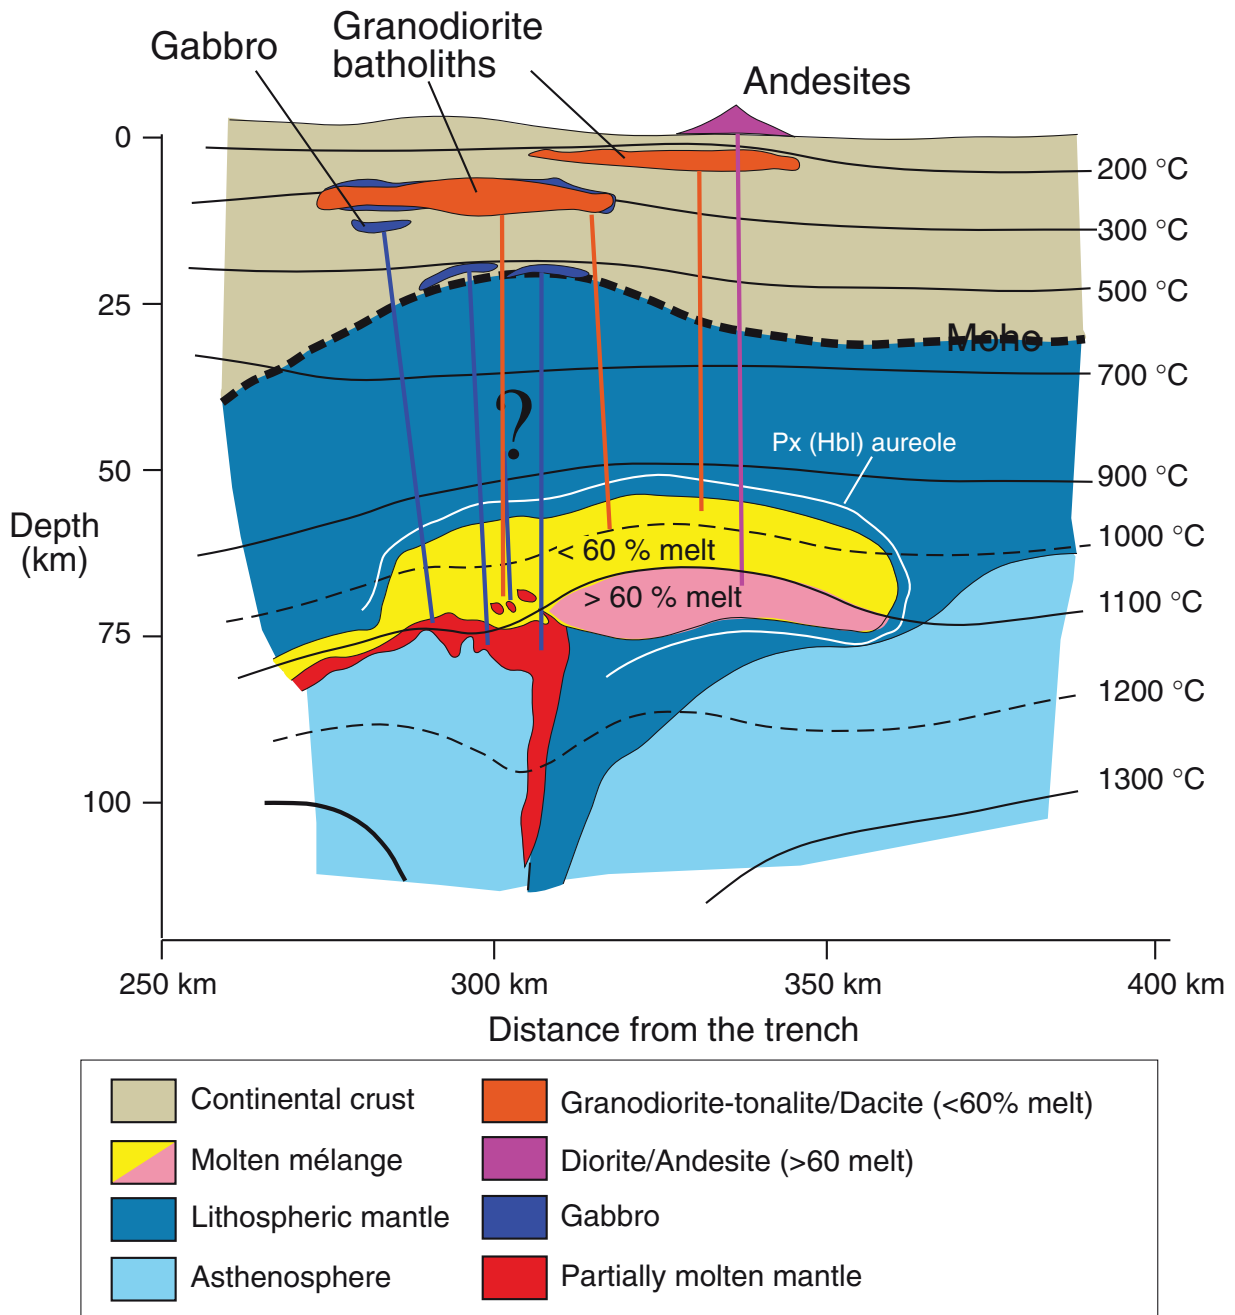 Granodiorite
batholiths
Gabbro
Andesites
0
200 °C
300 °C
500 °C
25
Moho
700 °C
?
Px (Hbl) aureole
50
900 °C
Depth
(km)
1000 °C
< 60 % melt
> 60 % melt
1100 °C
75
1200 °C
1300 °C
100
250 km
300 km
350 km
400 km
Distance from the trench
Continental crust
Granodiorite-tonalite/Dacite (<60% melt)
Molten mélange
Diorite/Andesite (>60 melt)
Lithospheric mantle
Gabbro
Asthenosphere
Partially molten mantle